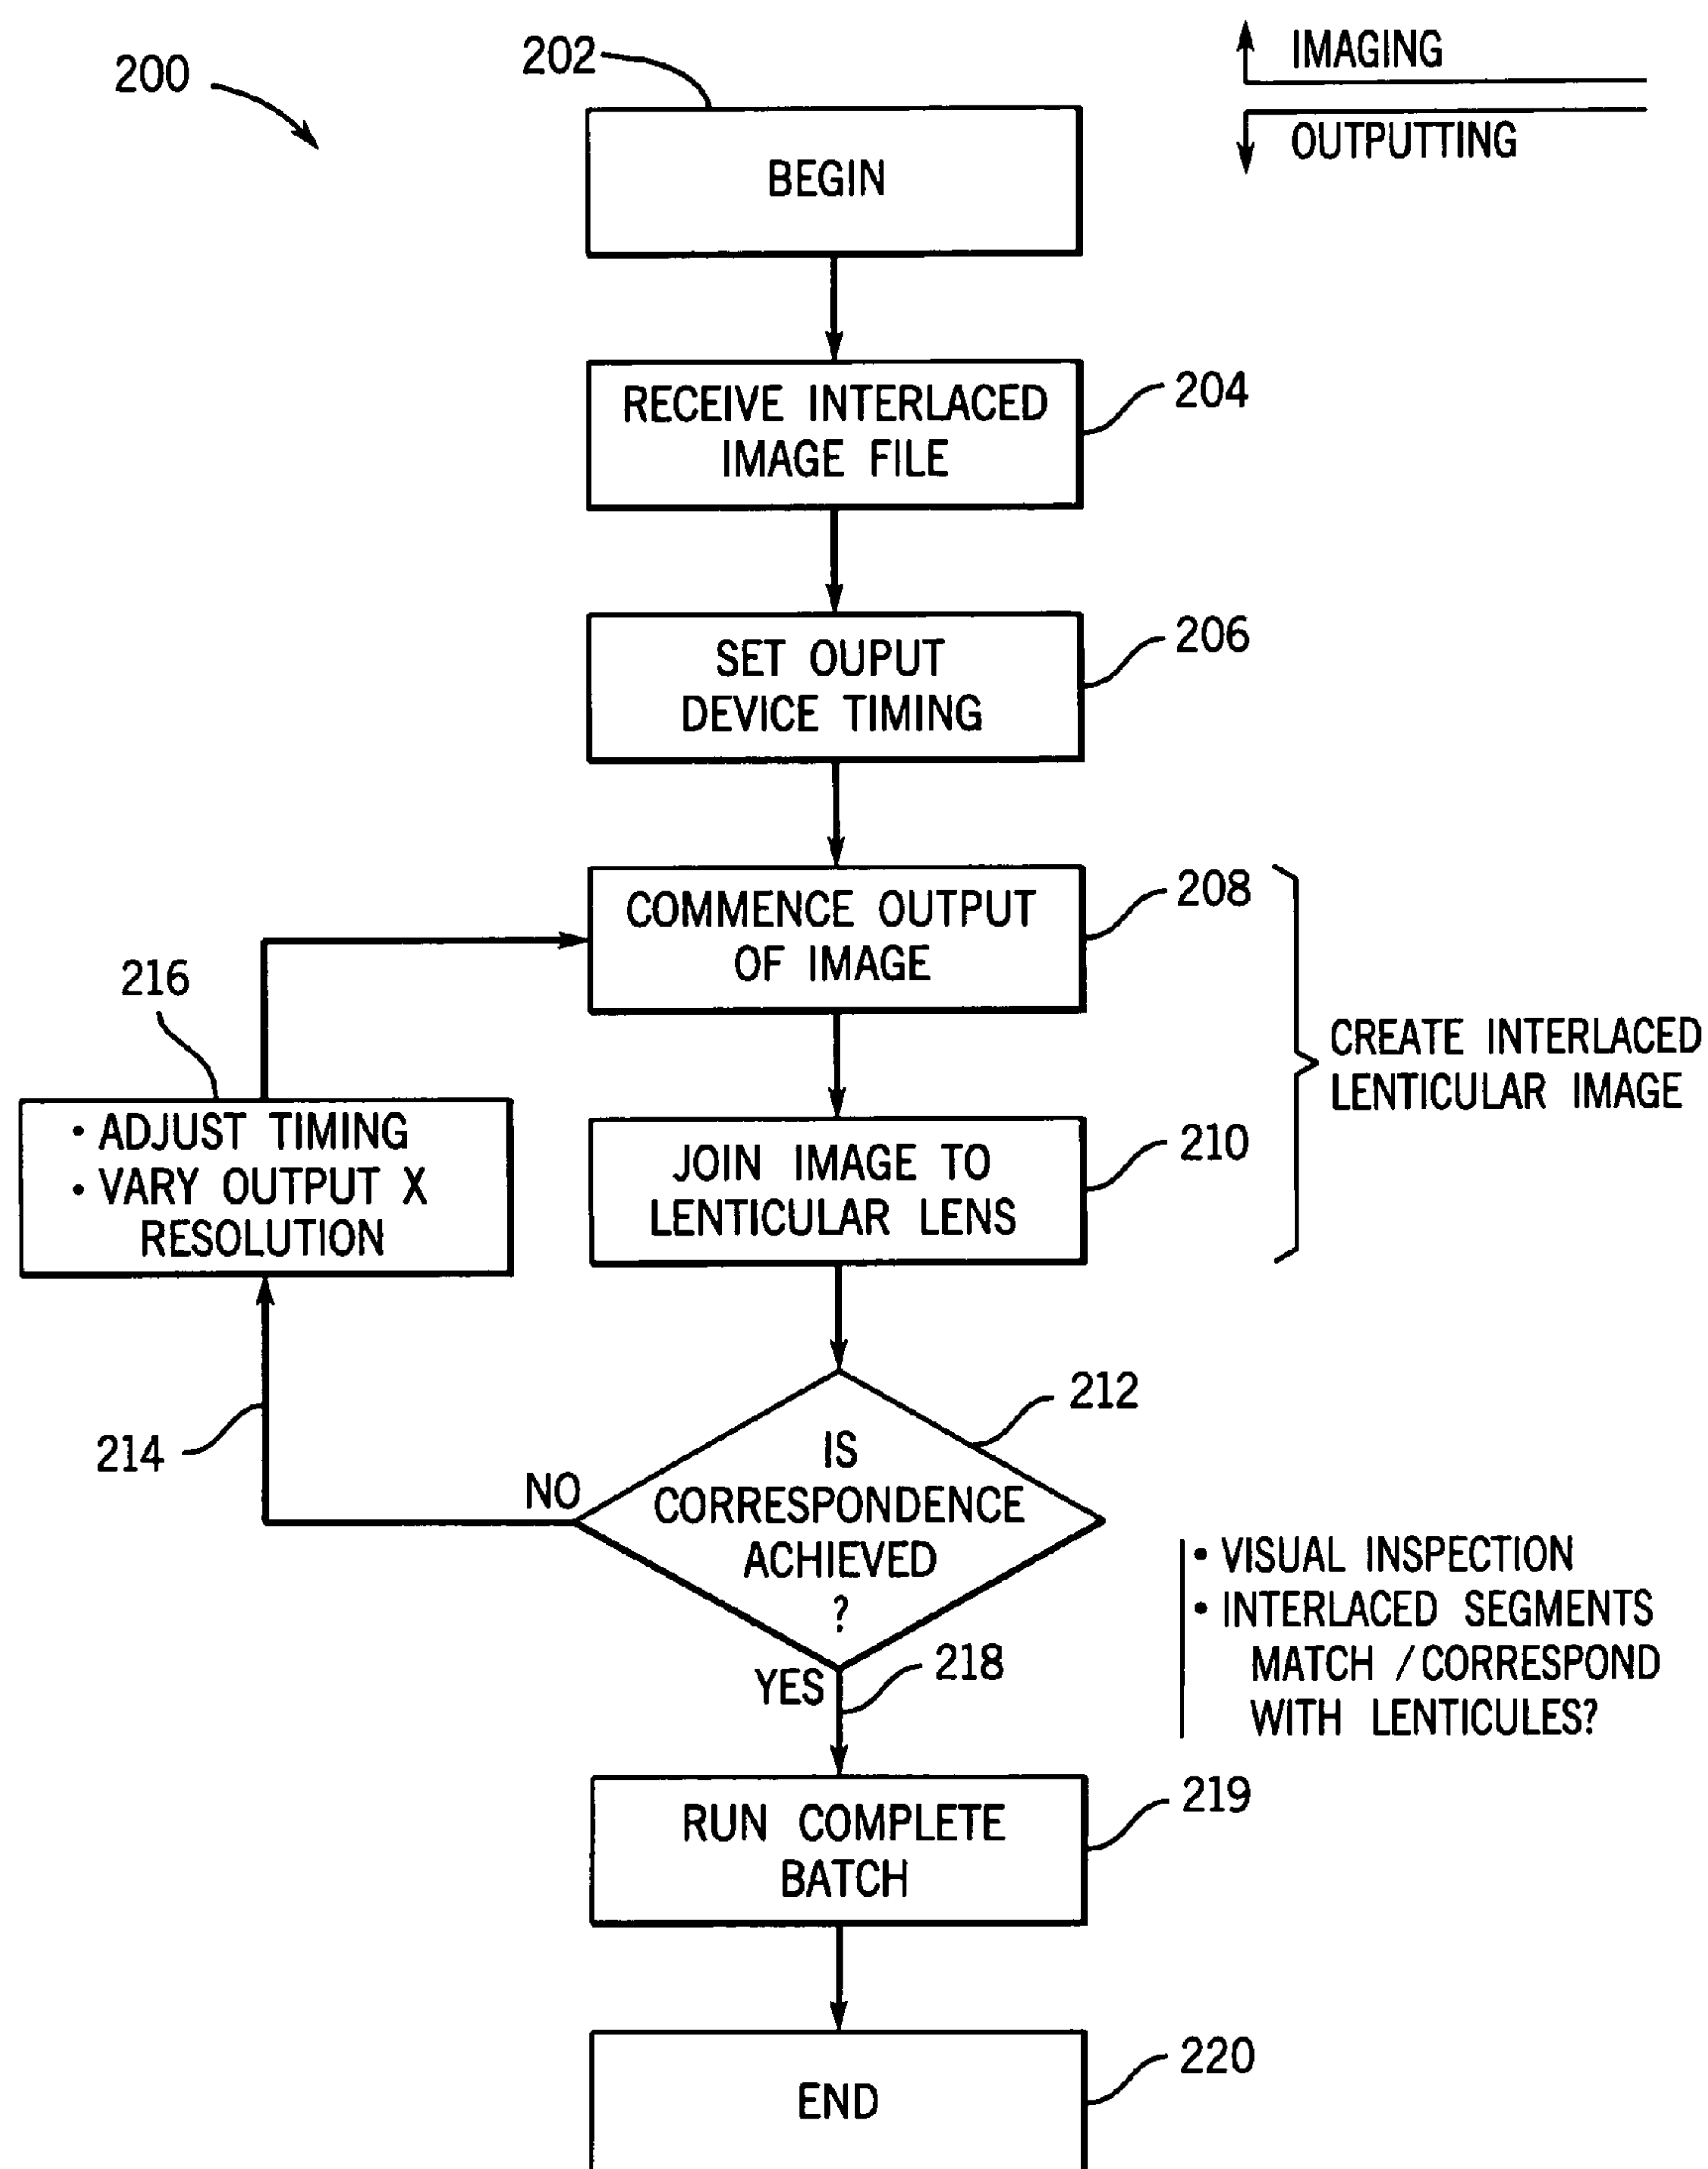 200
202
IMAGING
OUTPUTTING
BEGIN
RECEIVE INTERLACED
IMAGE FILE
204
SET OUPUT
DEVICE TIMING
206
COMMENCE OUTPUT
OF IMAGE
208
216
• ADJUST TIMING
• VARY OUTPUT X
RESOLUTION
JOIN IMAGE TO
LENTICULAR LENS
210
CREATE INTERLACED
LENTICULAR IMAGE
214
NO
IS
CORRESPONDENCE
ACHIEVED
?
212
• VISUAL INSPECTION
• INTERLACED SEGMENTS
MATCH / CORRESPOND
WITH LENTICULES?
YES
218
RUN COMPLETE
BATCH
219
END
220